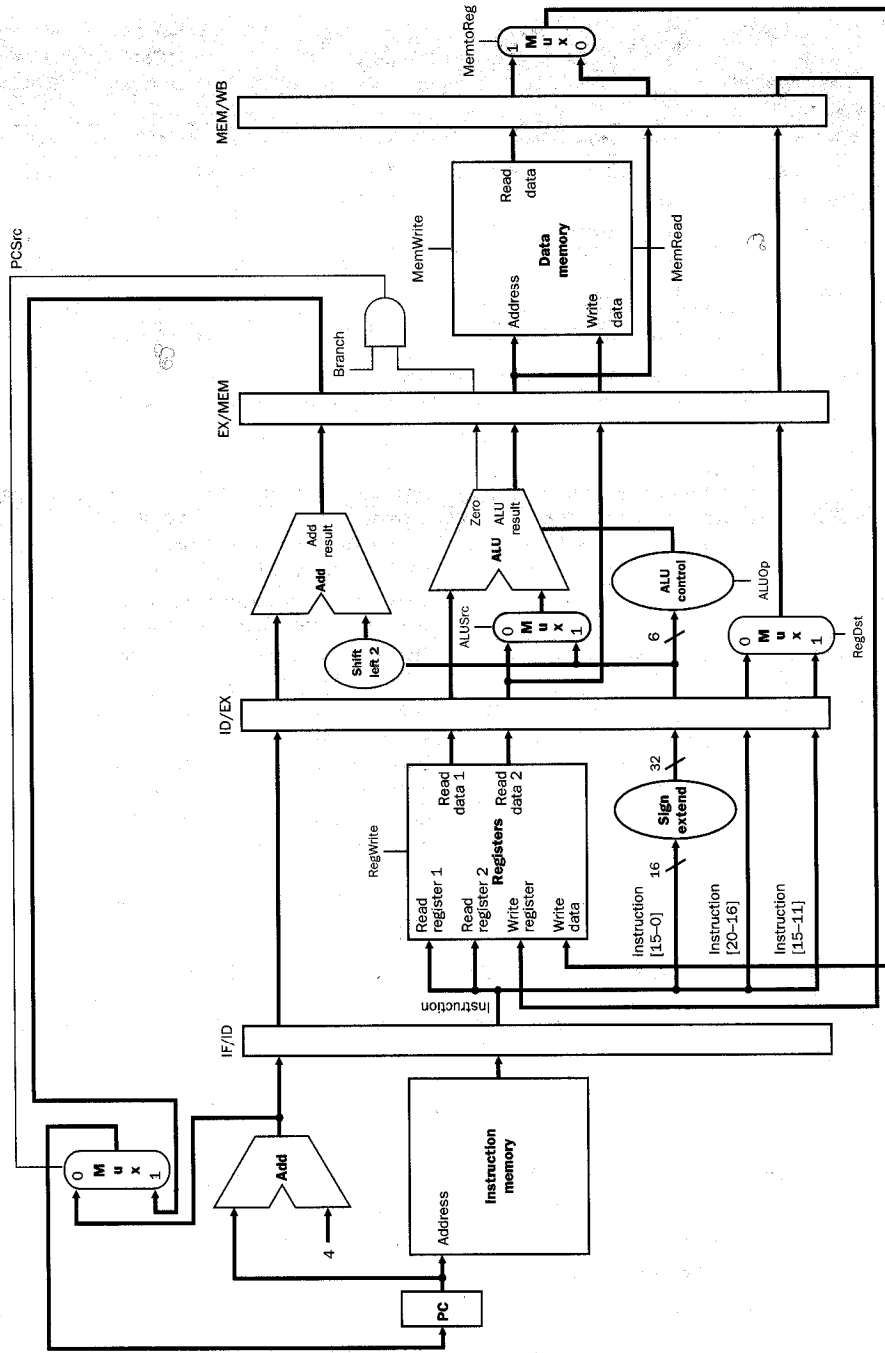 PCSrc
0
M
u
x
1
IF/ID
ID/EX
EX/MEM
MEM/WB
Add
4
Add
Add
result
Shift
left 2
Branch
RegWrite
PC
Address
Instruction
memory
Instruction
Read
register 1
Read
register 2
Registers
Write
register
Write
data
Read
data 1
Read
data 2
ALUSrc
0
M
u
x
1
Zero
ALU
ALU
result
MemWrite
Address
Data
memory
Write
data
Read
data
MemRead
MemtoReg
1
M
u
x
0
Instruction
[15–0]
16
Sign
extend
32
6
ALU
control
ALUOp
Instruction
[20–16]
Instruction
[15–11]
0
M
u
x
1
RegDst